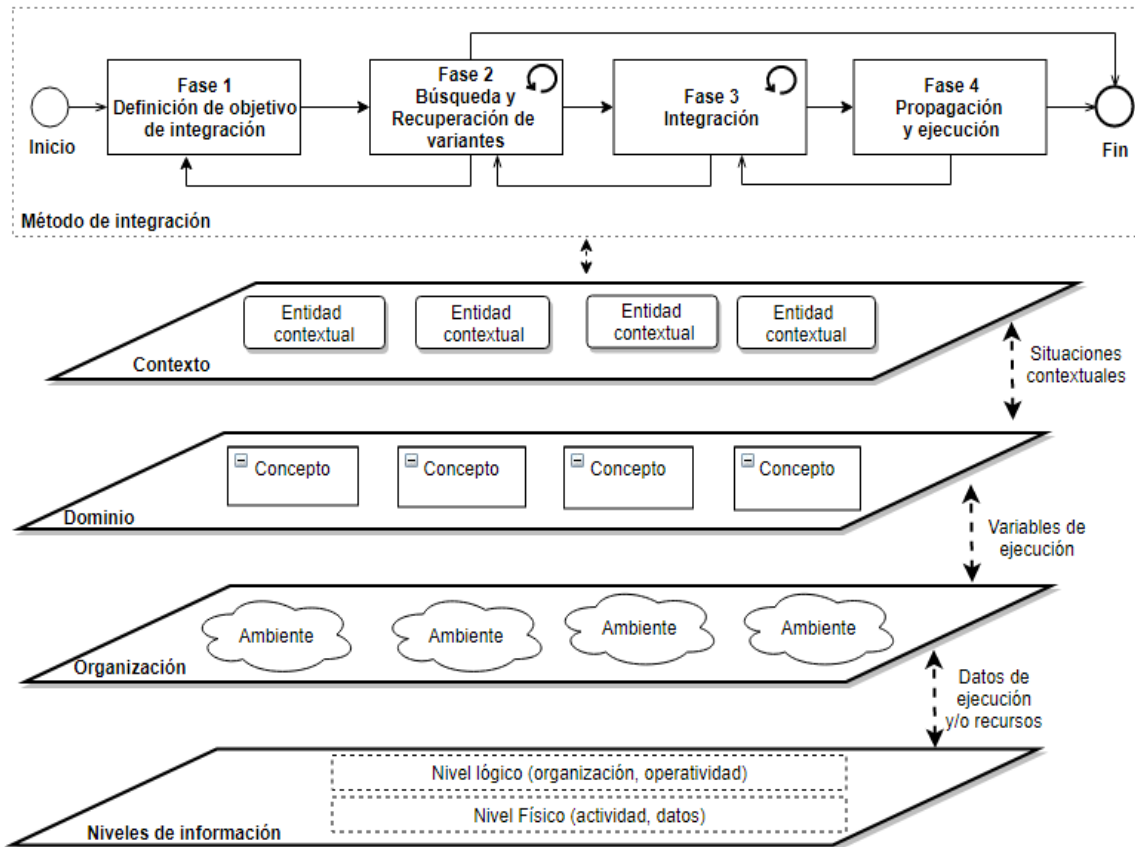 Fase 1
Definición de objetivo
de integración
Fase 2
Búsqueda y
Recuperación de
variantes
Fase 3
Integración
Fase 4
Propagación
y ejecución
Inicio
Fin
Método de integración
Entidad
contextual
Entidad
contextual
Entidad
contextual
Entidad
contextual
Contexto
Situaciones
contextuales
Concepto
Concepto
Concepto
Concepto
Dominio
Variables de
ejecución
Ambiente
Ambiente
Ambiente
Ambiente
Organización
Datos de
ejecución
y/o recursos
Nivel lógico (organización, operatividad)
Nivel Físico (actividad, datos)
Niveles de información